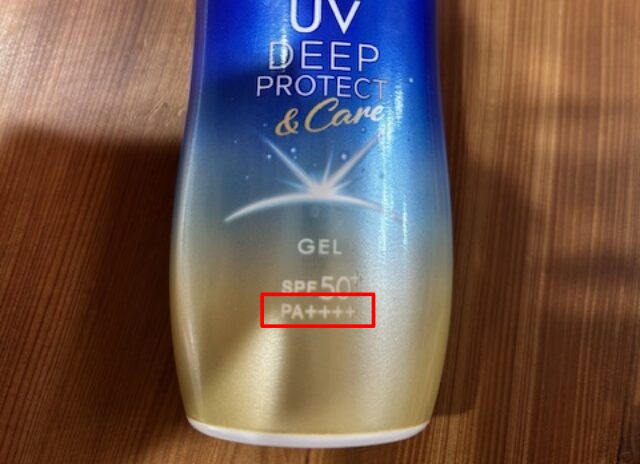 UV
DEEP
PROTECT
& Care
GEL
SPF50+
PA++++